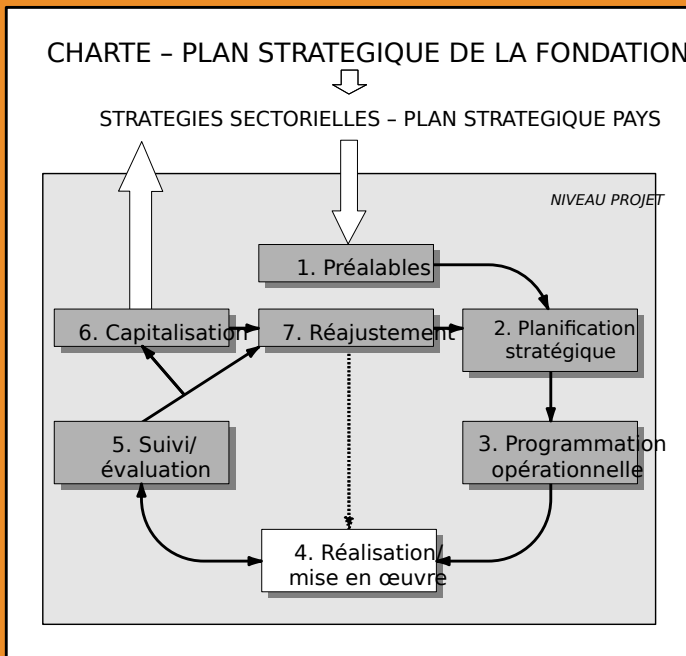 CHARTE – PLAN STRATEGIQUE DE LA FONDATION
STRATEGIES SECTORIELLES – PLAN STRATEGIQUE PAYS
NIVEAU PROJET
1. Préalables
6. Capitalisation
7. Réajustement
2. Planification
stratégique
5. Suivi/
évaluation
3. Programmation
opérationnelle
4. Réalisation/
mise en œuvre